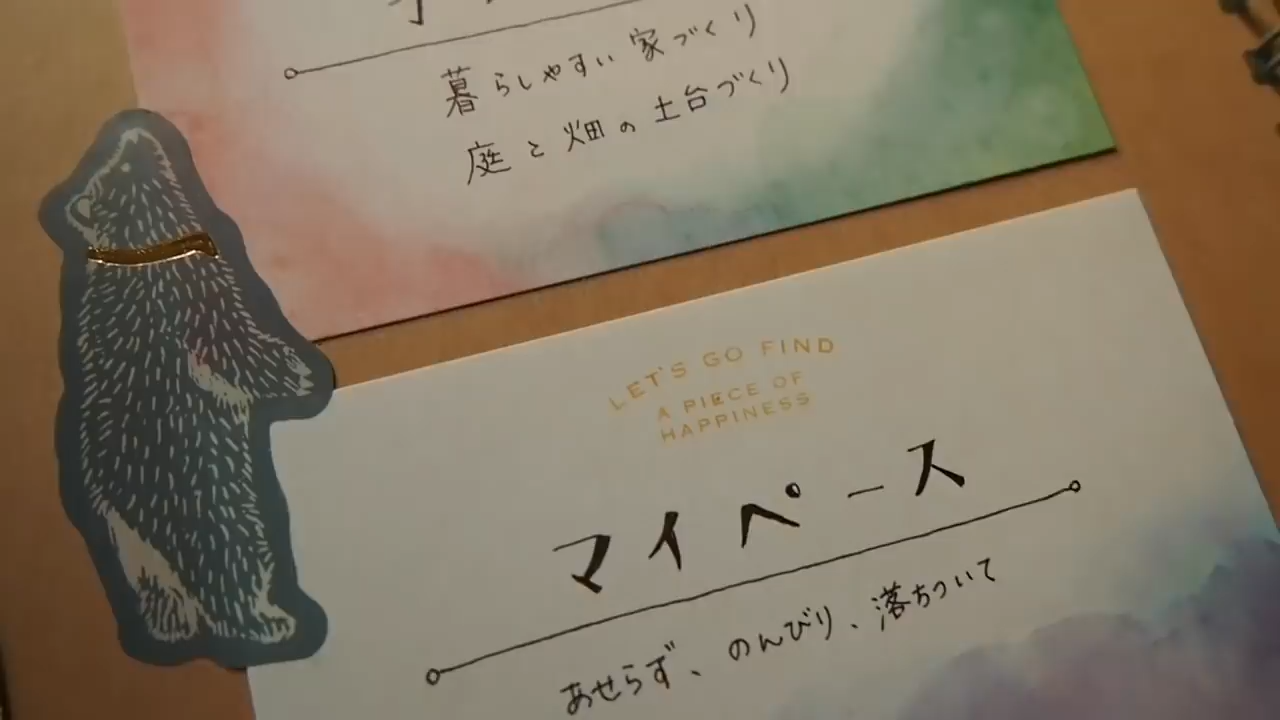 暮らしやすい家づくり
庭と畑の土台づくり
LET'S GO FIND
A PIECE OF
HAPPINESS
マイペース
あせらず、のんびり、落ちついて